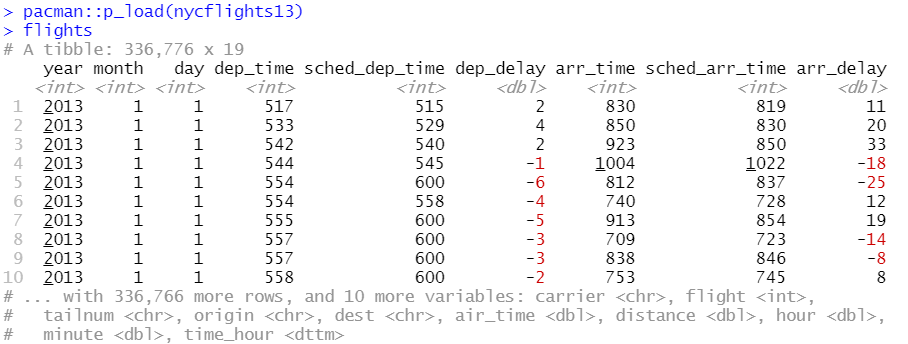 > pacman::p_load(nycflights13)
> flights
# A tibble: 336,776 x 19
year month day dep_time sched_dep_time dep_delay arr_time sched_arr_time arr_delay
<int> <int> <int> <int> <int> <dbl> <int> <int> <dbl>
1 2013 1 1 517 515 2 830 819 11
2 2013 1 1 533 529 4 850 830 20
3 2013 1 1 542 540 2 923 850 33
4 2013 1 1 544 545 -1 1004 1022 -18
5 2013 1 1 554 600 -6 812 837 -25
6 2013 1 1 554 558 -4 740 728 12
7 2013 1 1 555 600 -5 913 854 19
8 2013 1 1 557 600 -3 709 723 -14
9 2013 1 1 557 600 -3 838 846 -8
10 2013 1 1 558 600 -2 753 745 8
# ... with 336,766 more rows, and 10 more variables: carrier <chr>, flight <int>,
# tailnum <chr>, origin <chr>, dest <chr>, air_time <dbl>, distance <dbl>, hour <dbl>,
# minute <dbl>, time_hour <dttm>